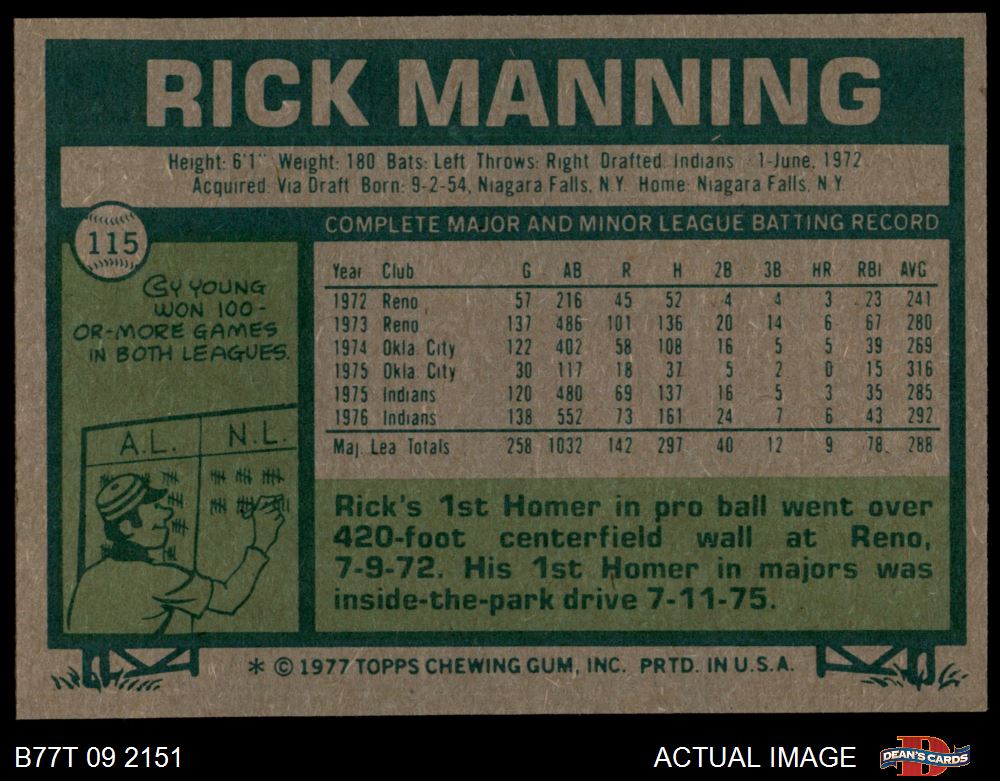 RICK MANNING
Height: 6'1" Weight: 180 Bats: Left Throws: Right Drafted: Indians - 1-June, 1972
Acquired: Via Draft Born: 9-2-54, Niagara Falls, N.Y. Home: Niagara Falls, N.Y.
115
COMPLETE MAJOR AND MINOR LEAGUE BATTING RECORD
CY YOUNG
WON 100-
OR-MORE GAMES
IN BOTH LEAGUES.
A.L. N.L.
Year Club G AB R H 2B 3B HR RBI AVG
1972 Reno 57 216 45 52 4 4 3 23 241
1973 Reno 137 486 101 136 20 14 6 67 280
1974 Okla. City 122 402 58 108 16 5 5 39 269
1975 Okla. City 30 117 18 37 5 2 0 15 316
1975 Indians 120 480 69 137 16 5 3 35 285
1976 Indians 138 552 73 161 24 7 6 43 292
Maj. Lea Totals 258 1032 142 297 40 12 9 78 288
Rick's 1st Homer in pro ball went over
420-foot centerfield wall at Reno,
7-9-72. His 1st Homer in majors was
inside-the-park drive 7-11-75.
* © 1977 TOPPS CHEWING GUM, INC. PRTD. IN U.S.A.
B77T 09 2151
ACTUAL IMAGE
D
DEAN'S CARDS